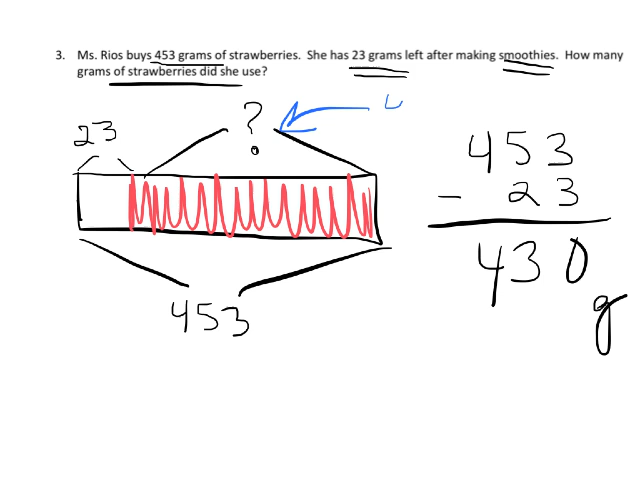 3. Ms. Rios buys 453 grams of strawberries. She has 23 grams left after making smoothies. How many
grams of strawberries did she use?
23
?
453
453
- 23
430
g